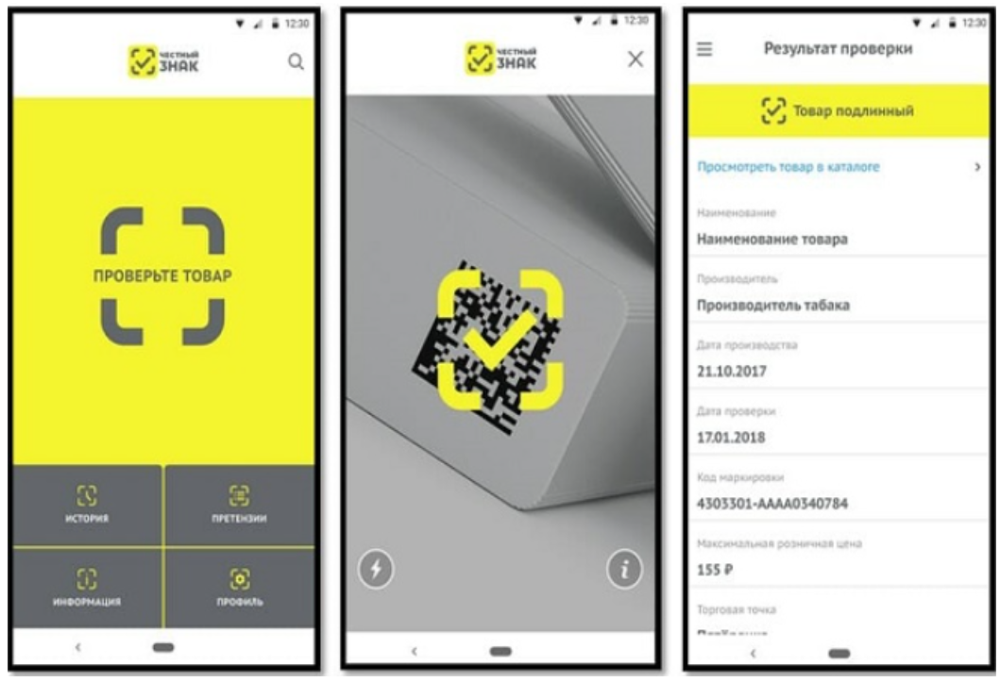 12:30
ЧЕСТНЫЙ
ЗНАК
ПРОВЕРЬТЕ ТОВАР
ИСТОРИЯ
ПРЕТЕНЗИИ
ИНФОРМАЦИЯ
ПРОФИЛЬ
12:30
ЧЕСТНЫЙ
ЗНАК
i
12:30
Результат проверки
Товар подлинный
Просмотреть товар в каталоге
Наименование
Наименование товара
Производитель
Производитель табака
Дата производства
21.10.2017
Дата проверки
17.01.2018
Код маркировки
4303301-АААА0340784
Максимальная розничная цена
155 ₽
Торговая точка